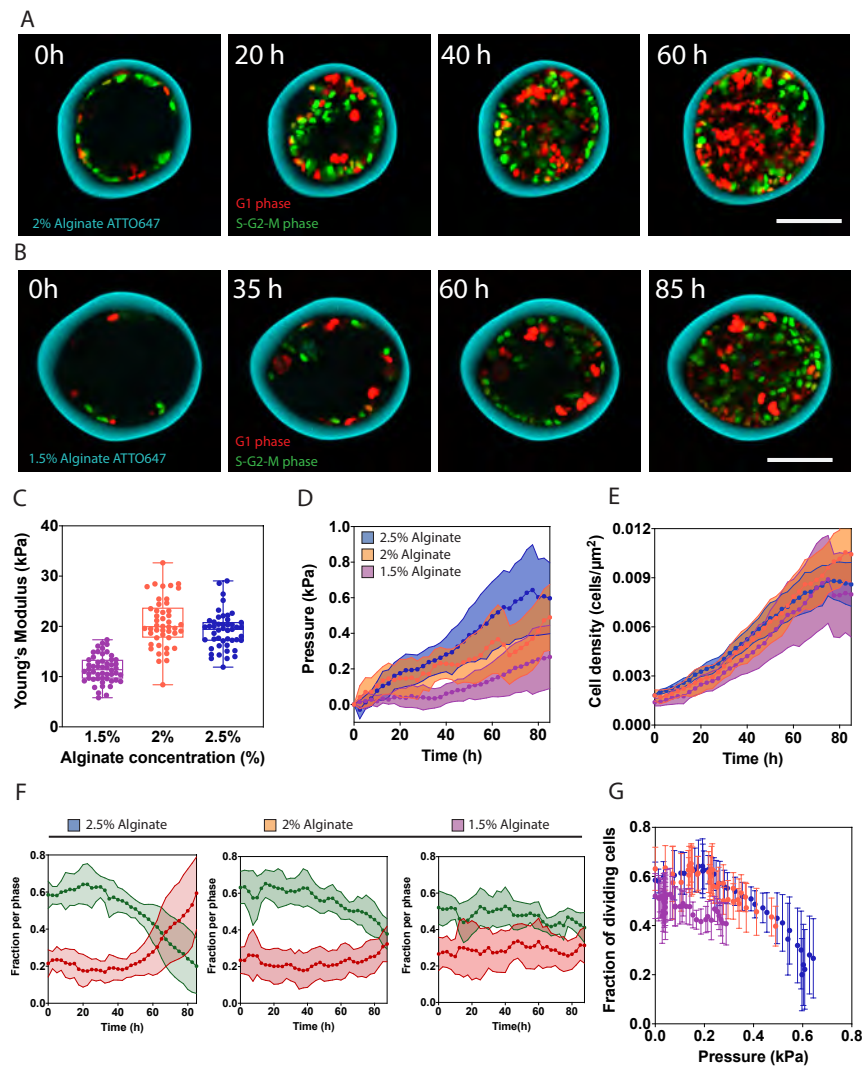 A
0h
20 h
40 h
60 h
2% Alginate ATTO647
G1 phase
S-G2-M phase
B
0h
35 h
60 h
85 h
1.5% Alginate ATTO647
G1 phase
S-G2-M phase
C
Young's Modulus (kPa)
40
30
20
10
0
1.5%
2%
2.5%
Alginate concentration (%)
D
Pressure (kPa)
1.0
0.8
0.6
0.4
0.2
0.0
2.5% Alginate
2% Alginate
1.5% Alginate
0
20
40
60
80
Time (h)
E
Cell density (cells/µm²)
0.012
0.009
0.006
0.003
0.000
0
20
40
60
80
Time (h)
F
2.5% Alginate
2% Alginate
1.5% Alginate
Fraction per phase
0.8
0.6
0.4
0.2
0.0
0
20
40
60
80
Time (h)
Fraction per phase
0.8
0.6
0.4
0.2
0.0
0
20
40
60
80
Time (h)
Fraction per phase
0.8
0.6
0.4
0.2
0.0
0
20
40
60
80
Time(h)
G
Fraction of dividing cells
0.8
0.6
0.4
0.2
0.0
0.0
0.2
0.4
0.6
0.8
Pressure (kPa)